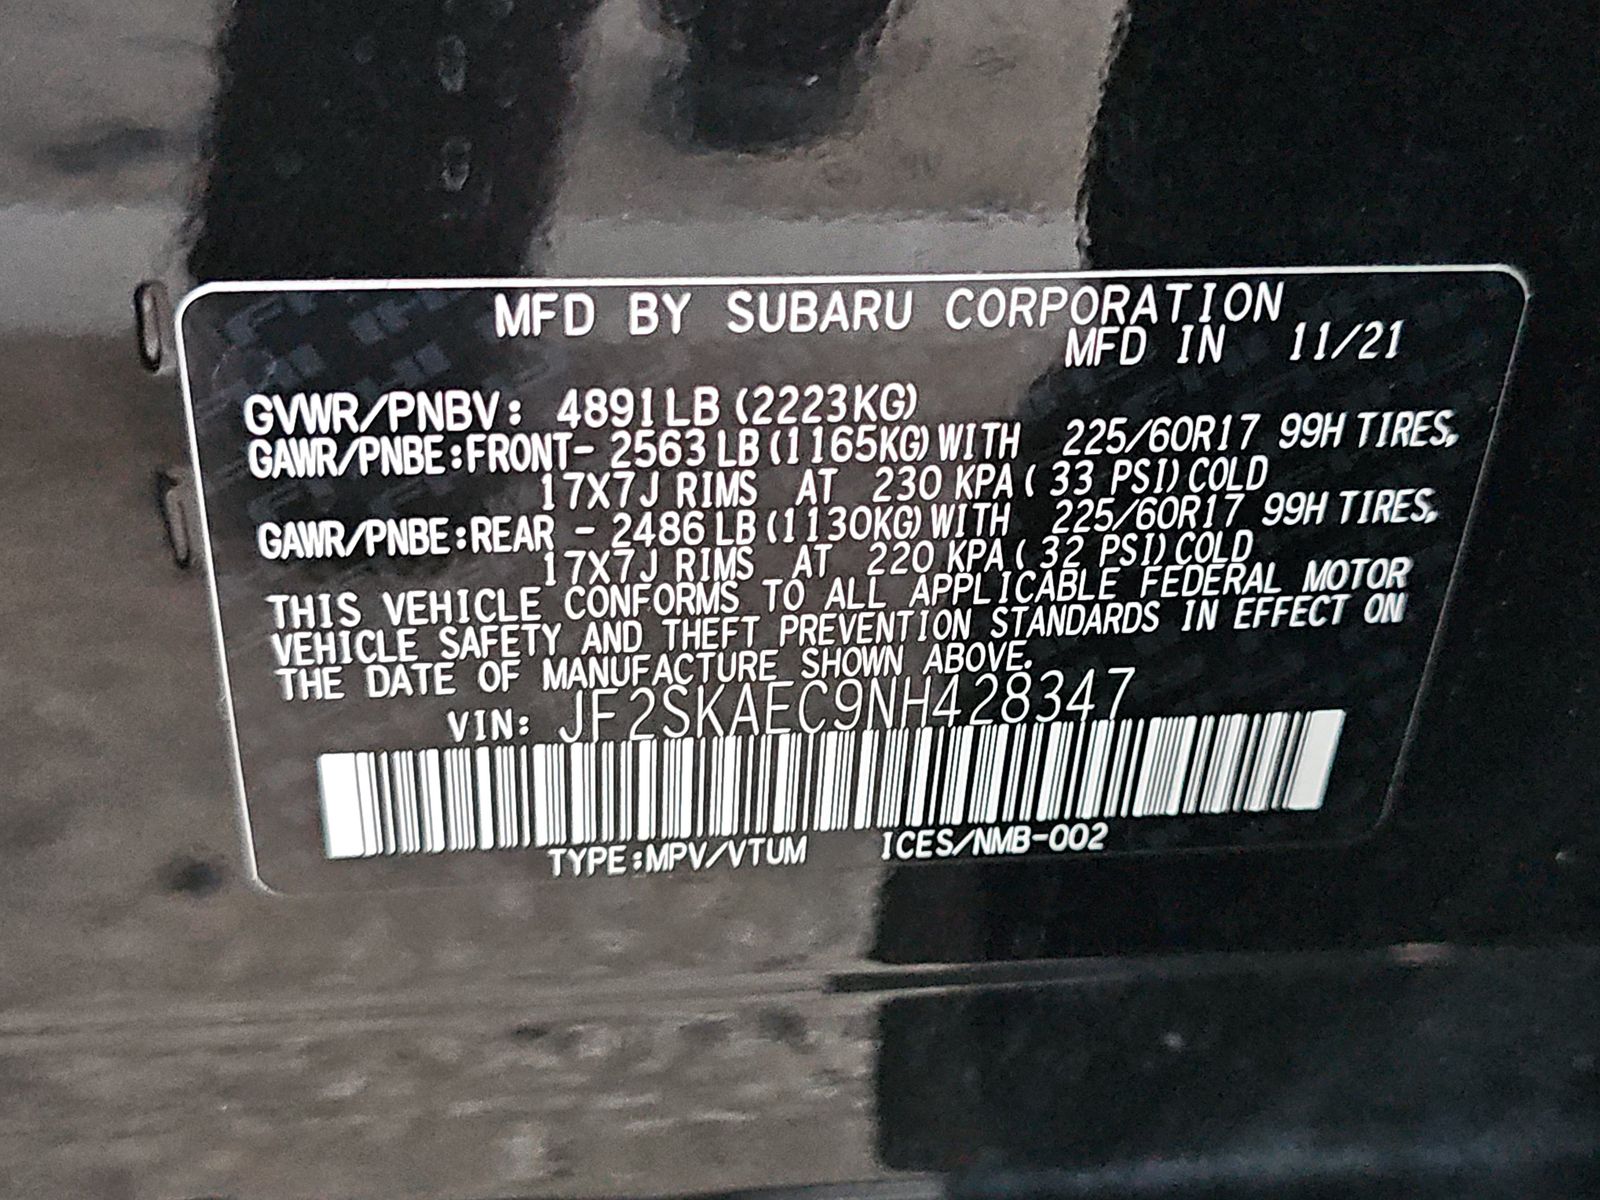 MFD BY SUBARU CORPORATION
MFD IN 11/21
GVWR/PNBV: 4891LB (2223KG)
GAWR/PNBE:FRONT- 2563 LB (1165KG) WITH 225/60R17 99H TIRES,
17X7J RIMS AT 230 KPA ( 33 PSI) COLD
GAWR/PNBE:REAR - 2486 LB (1130KG) WITH 225/60R17 99H TIRES,
17X7J RIMS AT 220 KPA ( 32 PSI) COLD
THIS VEHICLE CONFORMS TO ALL APPLICABLE FEDERAL MOTOR
VEHICLE SAFETY AND THEFT PREVENTION STANDARDS IN EFFECT ON
THE DATE OF MANUFACTURE SHOWN ABOVE.
VIN: JF2SKAEC9NH428347
TYPE:MPV/VTUM ICES/NMB-002